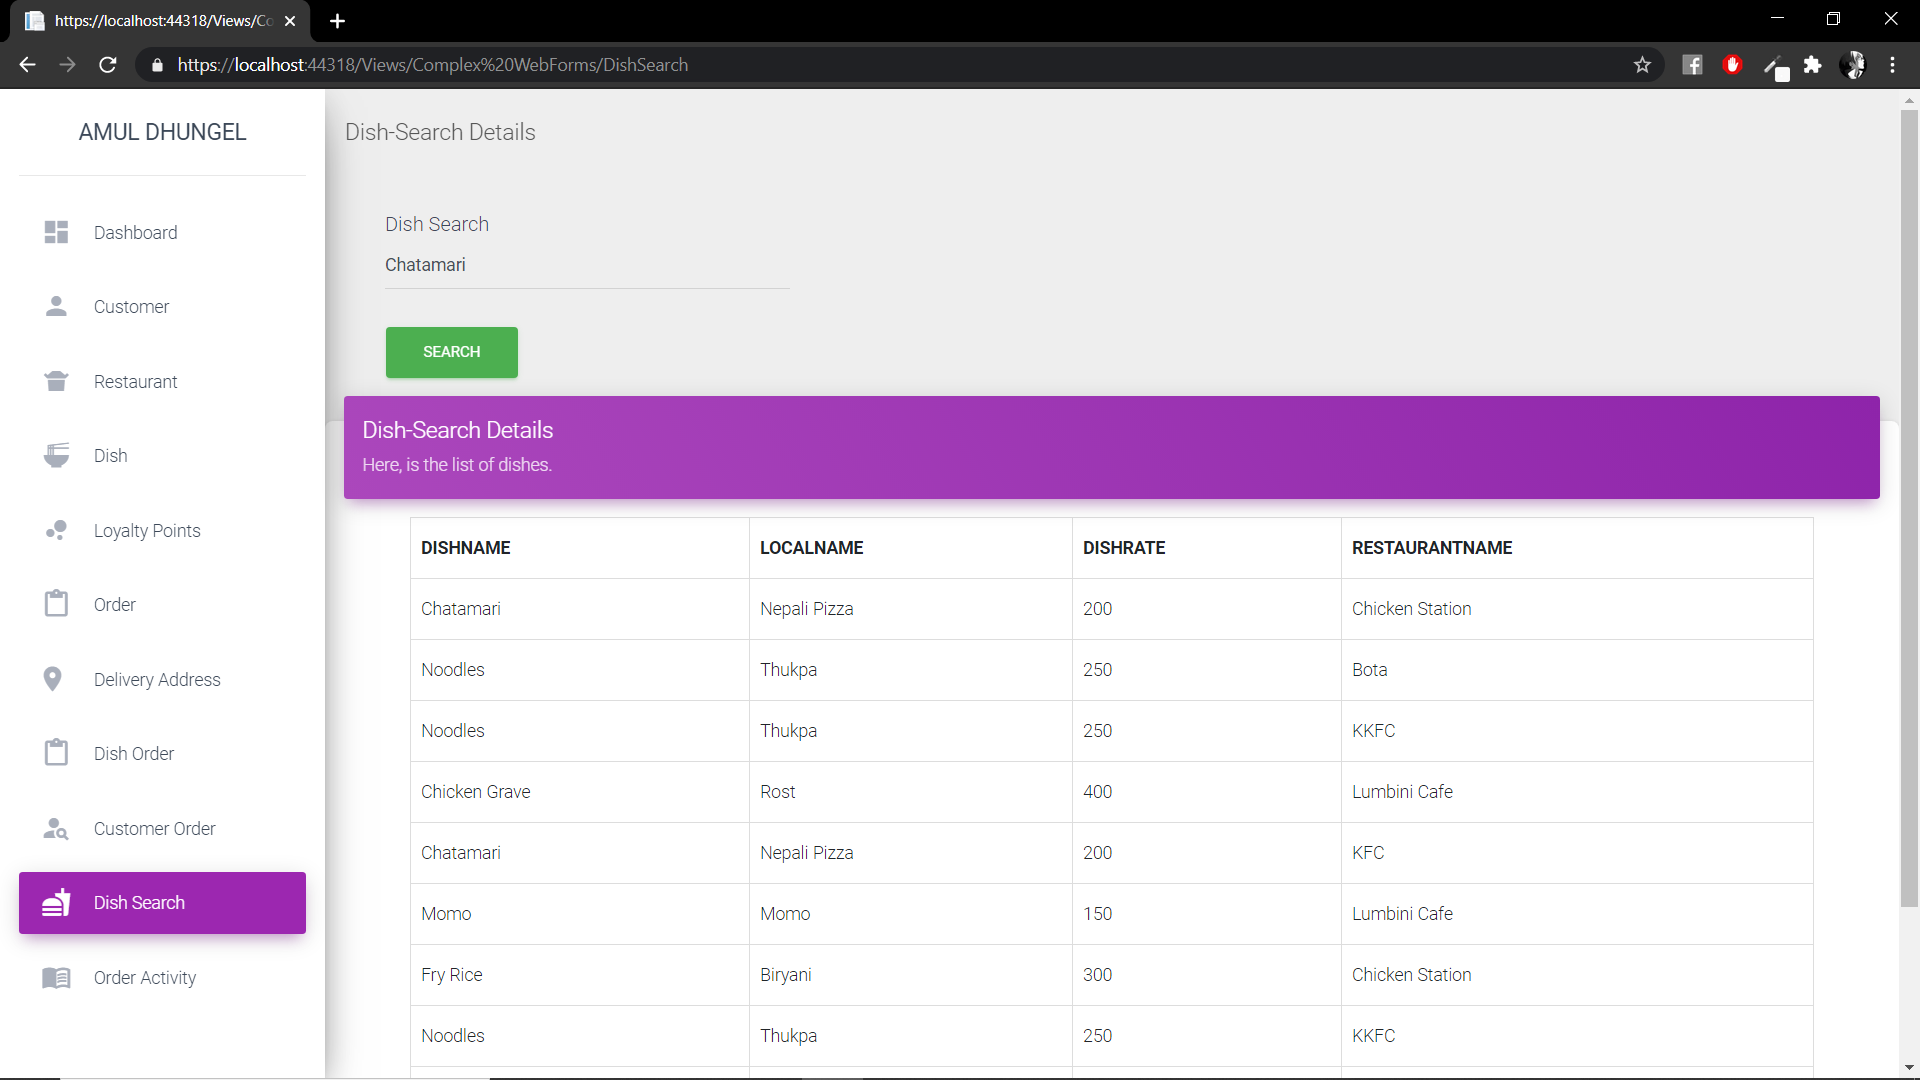 https://localhost:44318/Views/Co
https://localhost:44318/Views/Complex%20WebForms/DishSearch
AMUL DHUNGEL
Dashboard
Customer
Restaurant
Dish
Loyalty Points
Order
Delivery Address
Dish Order
Customer Order
Dish Search
Order Activity
Dish-Search Details
Dish Search
Chatamari
SEARCH
Dish-Search Details
Here, is the list of dishes.
DISHNAME LOCALNAME DISHRATE RESTAURANTNAME
Chatamari Nepali Pizza 200 Chicken Station
Noodles Thukpa 250 Bota
Noodles Thukpa 250 KKFC
Chicken Grave Rost 400 Lumbini Cafe
Chatamari Nepali Pizza 200 KFC
Momo Momo 150 Lumbini Cafe
Fry Rice Biryani 300 Chicken Station
Noodles Thukpa 250 KKFC